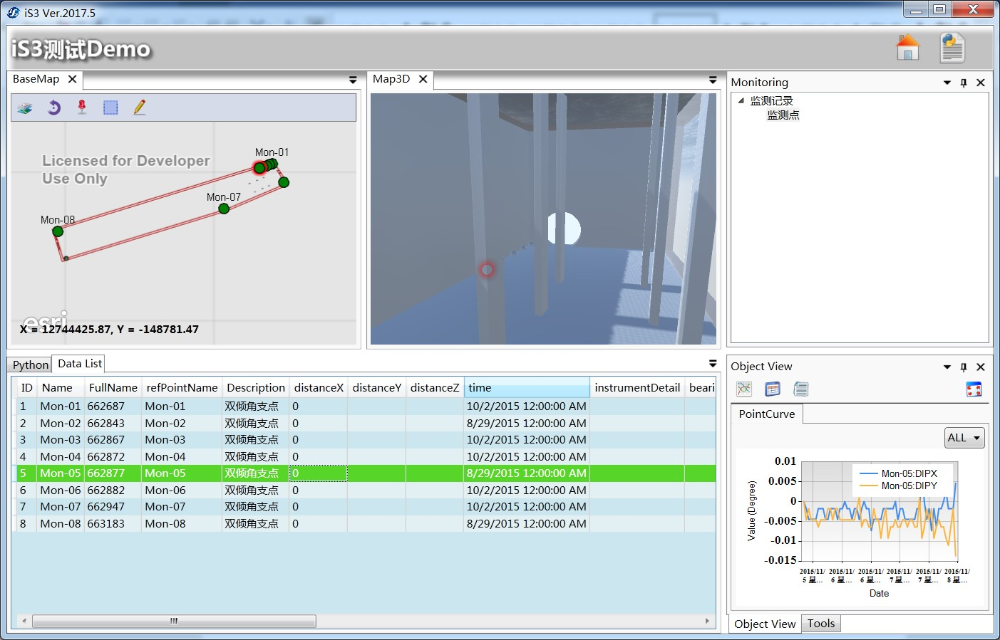 iS3 Ver.2017.5
iS3测试Demo
BaseMap
Licensed for Developer
Use Only
Mon-01
Mon-07
Mon-08
esri
X = 12744425.87, Y = -148781.47
Map3D
Monitoring
监测记录
监测点
Python Data List
ID Name FullName refPointName Description distanceX distanceY distanceZ time instrumentDetail beari
1 Mon-01 662687 Mon-01 双倾角支点 0 10/2/2015 12:00:00 AM
2 Mon-02 662843 Mon-02 双倾角支点 0 8/29/2015 12:00:00 AM
3 Mon-03 662867 Mon-03 双倾角支点 0 10/2/2015 12:00:00 AM
4 Mon-04 662872 Mon-04 双倾角支点 0 10/2/2015 12:00:00 AM
5 Mon-05 662877 Mon-05 双倾角支点 0 8/29/2015 12:00:00 AM
6 Mon-06 662882 Mon-06 双倾角支点 0 10/2/2015 12:00:00 AM
7 Mon-07 662947 Mon-07 双倾角支点 0 10/2/2015 12:00:00 AM
8 Mon-08 663183 Mon-08 双倾角支点 0 8/29/2015 12:00:00 AM
Object View
PointCurve
ALL
Mon-05:DIPX
Mon-05:DIPY
0.01
0.005
0
-0.005
-0.01
-0.015
Value (Degree)
2015/11/ 2015/11/ 2015/11/ 2015/11/ 2015/11/ 2015/11/
5 星... 6 星... 6 星... 7 星... 7 星... 8 星...
Date
Object View Tools